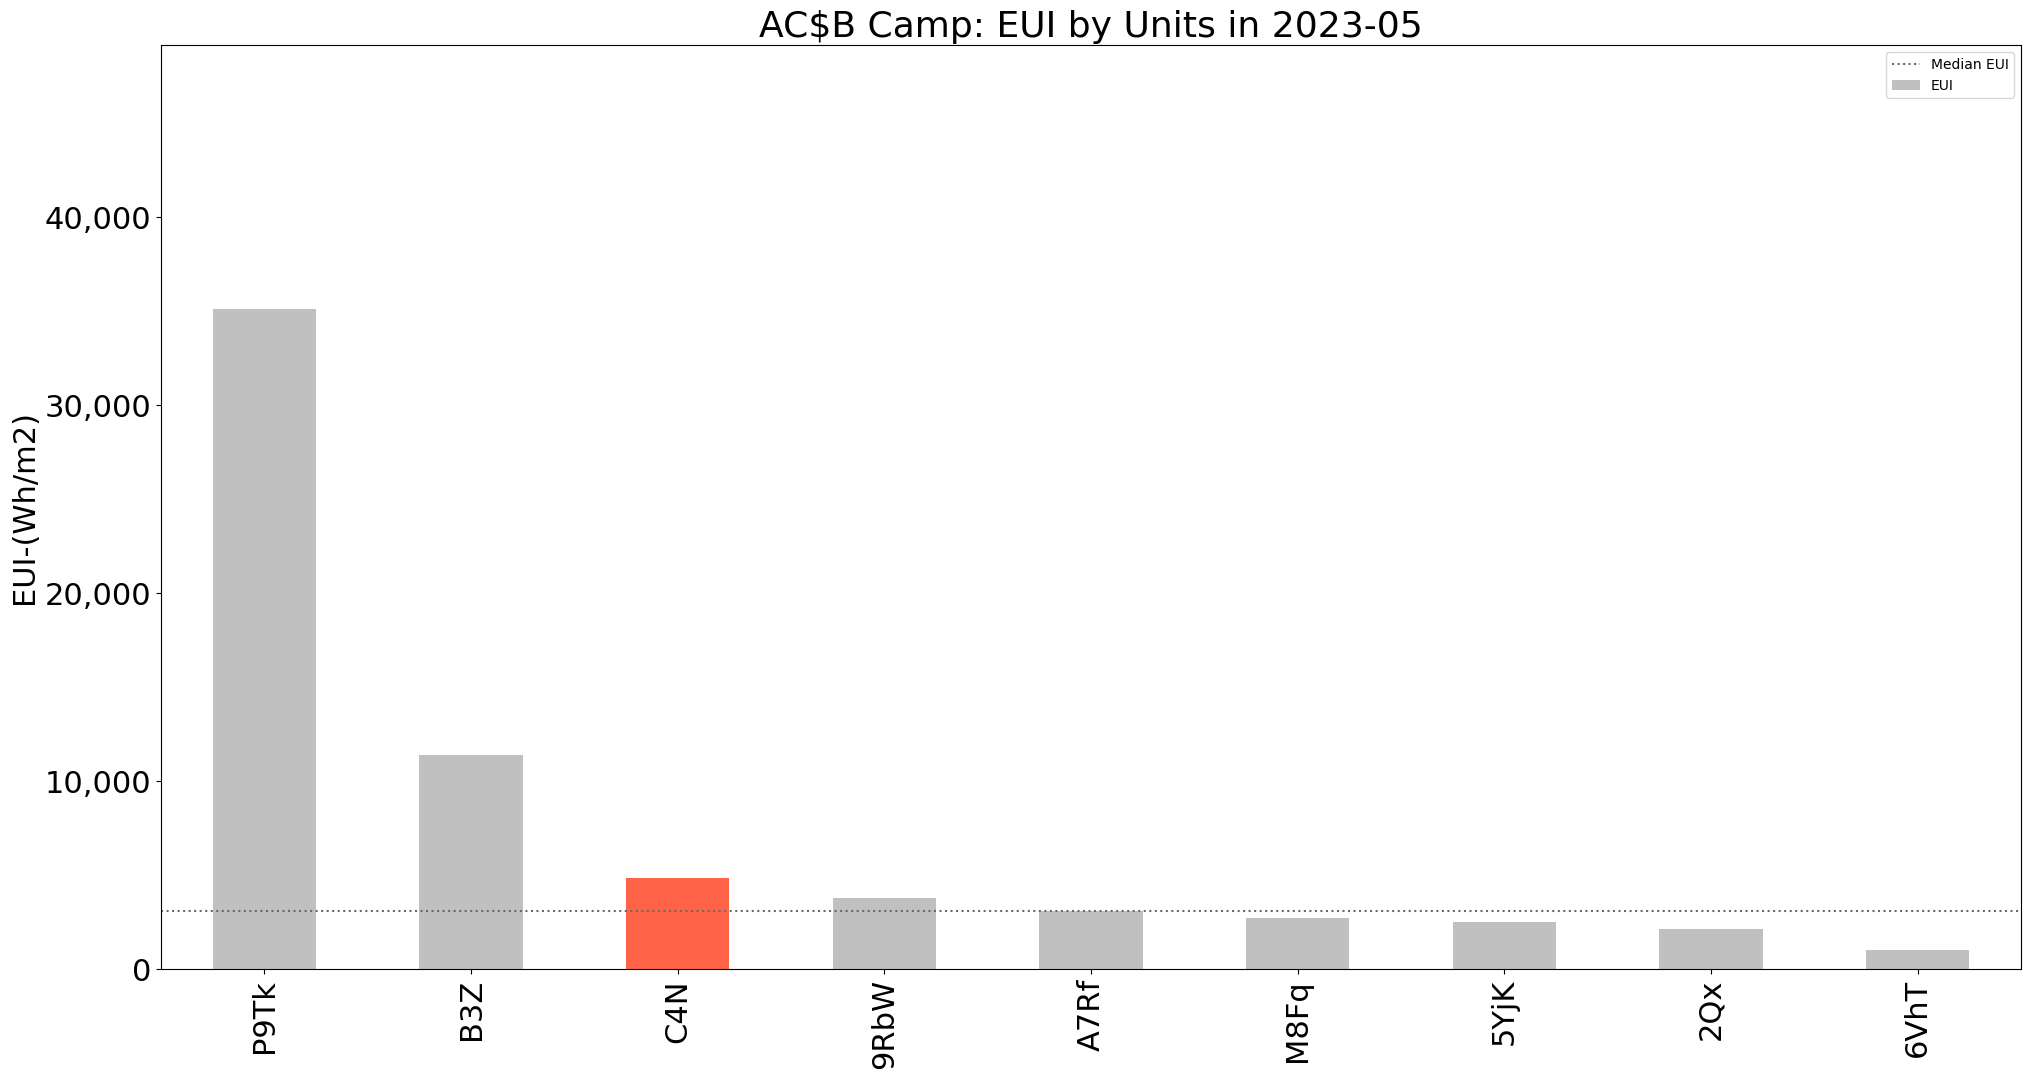 AC$B Camp: EUI by Units in 2023-05
Median EUI
EUI
EUI-(Wh/m2)
40,000
30,000
20,000
10,000
0
P9Tk
B3Z
C4N
9RbW
A7Rf
M8Fq
5YjK
2Qx
6VhT